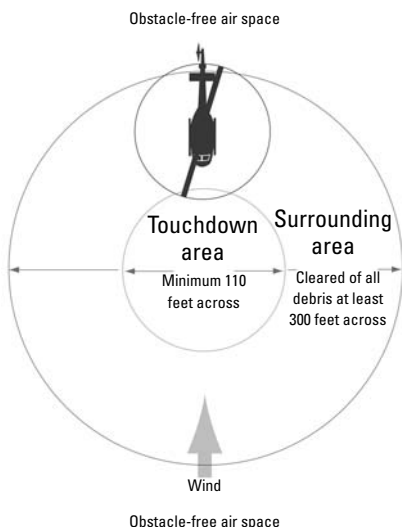 Obstacle-free air space
Touchdown
area
Minimum 110
feet across
Surrounding
area
Cleared of all
debris at least
300 feet across
Wind
Obstacle-free air space